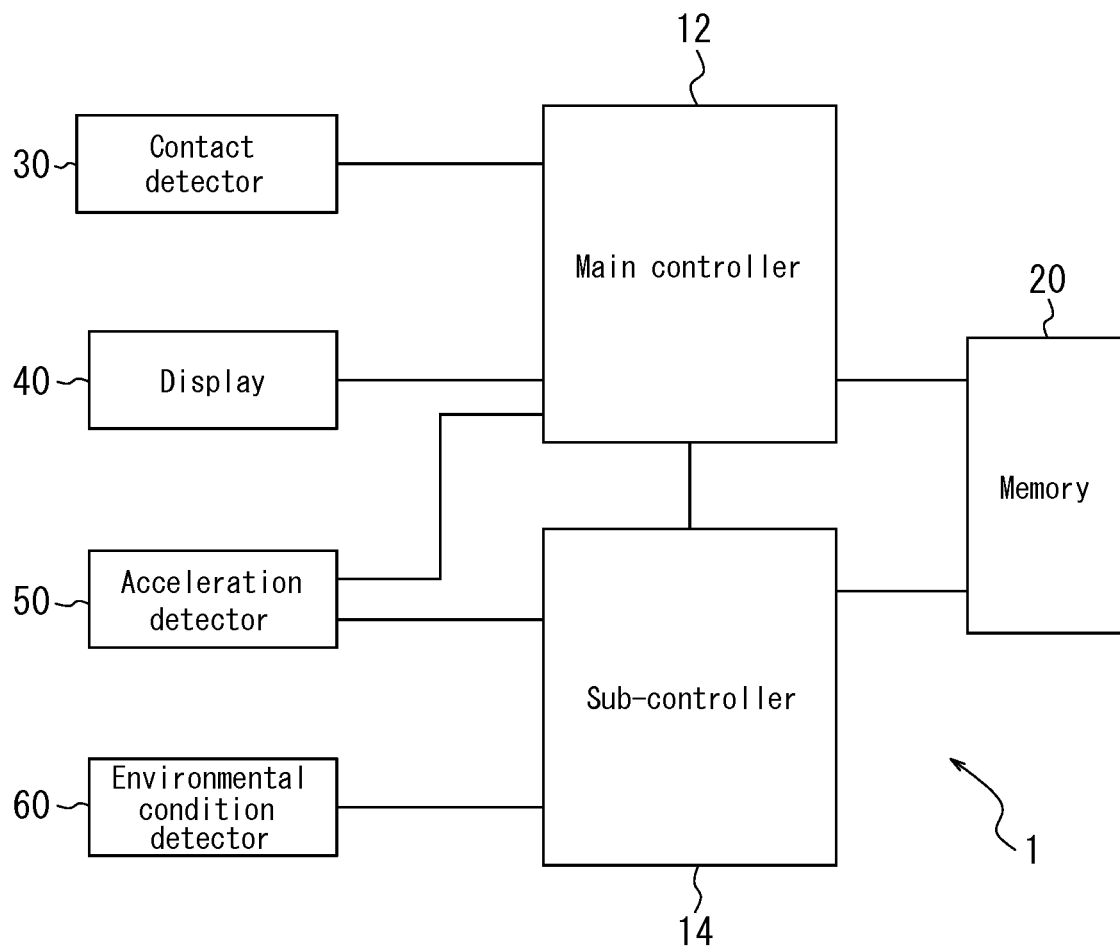 12
30
Contact
detector
Main controller
20
40
Display
Memory
50
Acceleration
detector
Sub-controller
60
Environmental
condition
detector
1
14